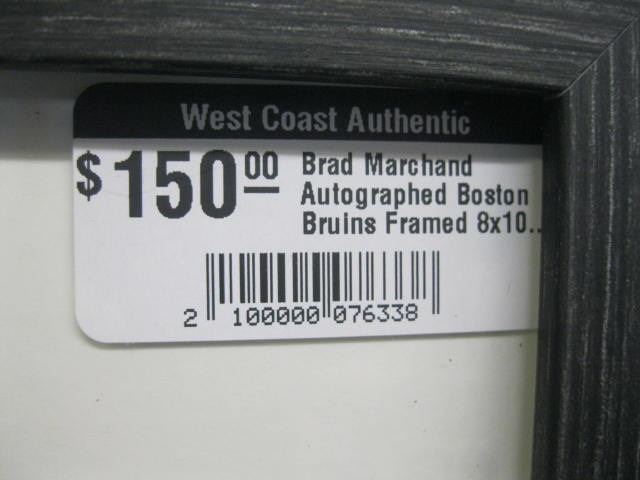 West Coast Authentic
$150.00 Brad Marchand
Autographed Boston
Bruins Framed 8x10..
2 100000 076338